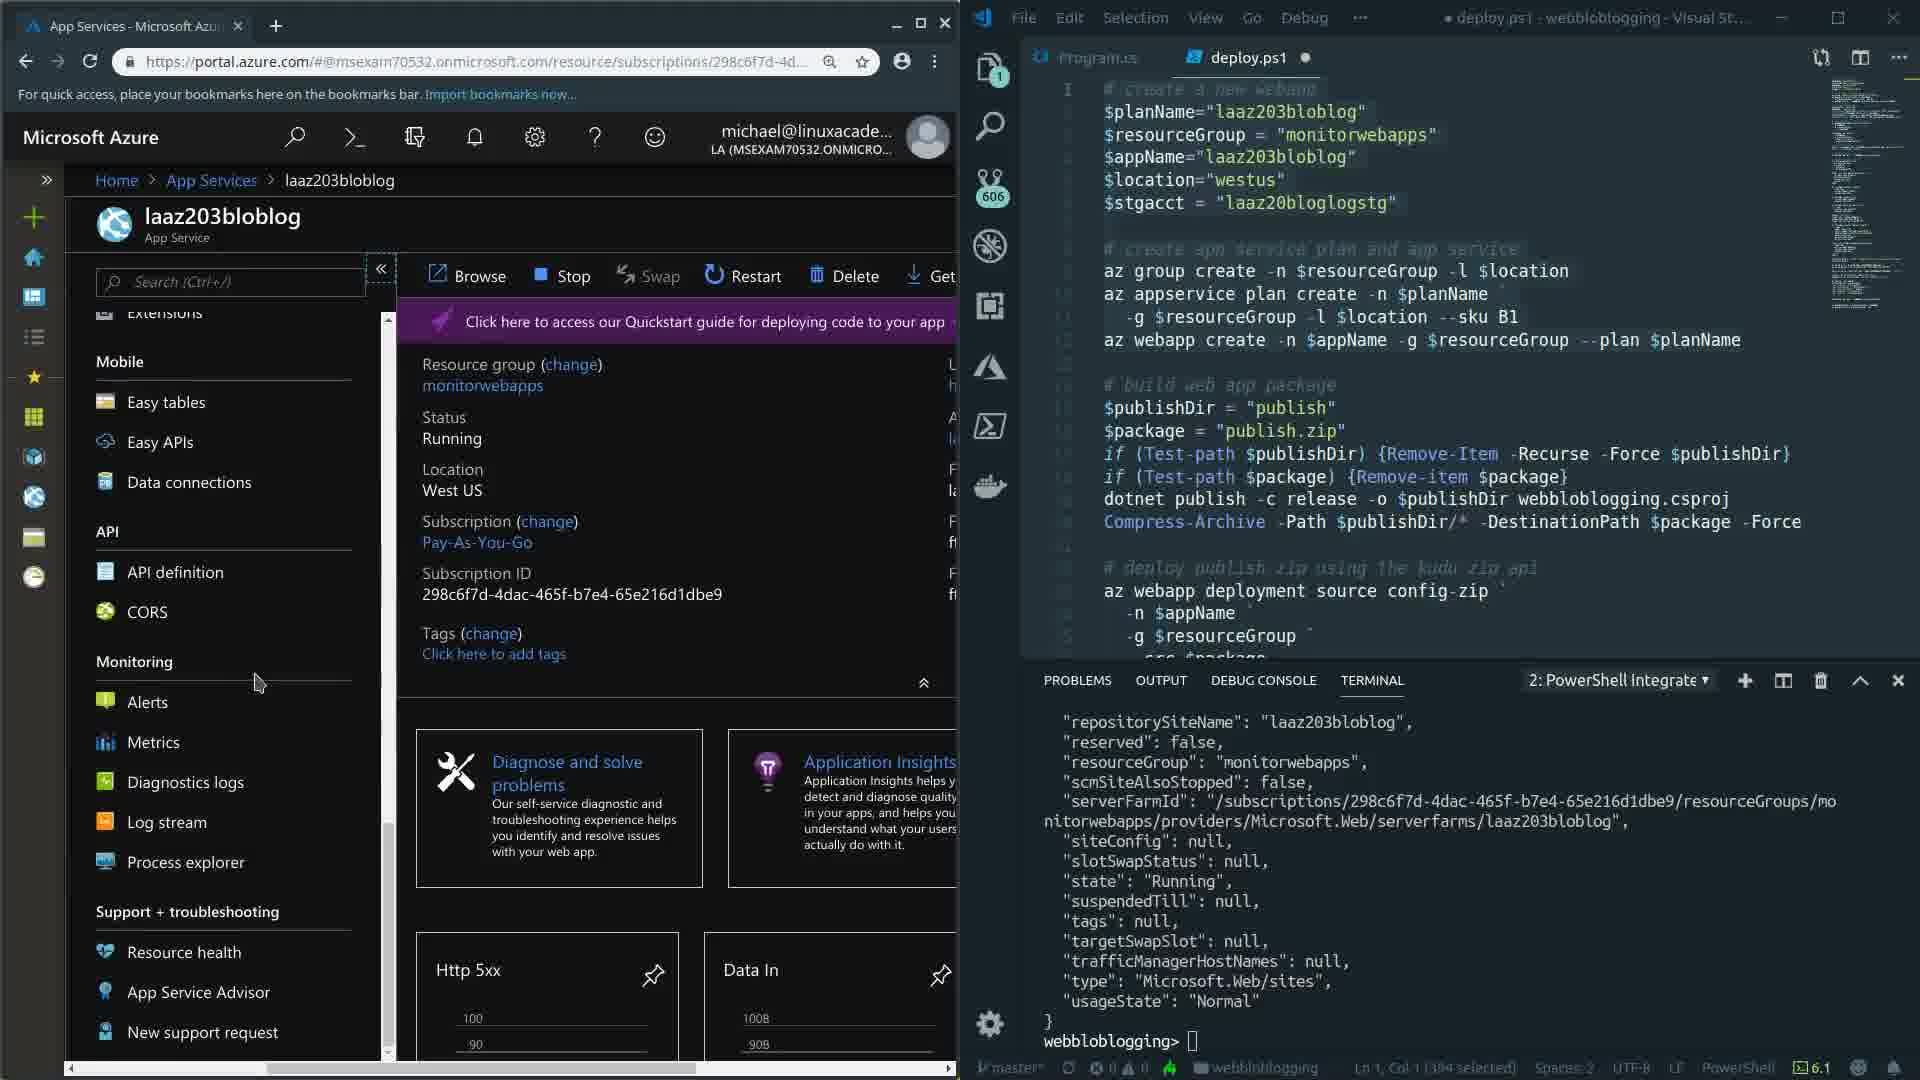 App Services - Microsoft Azu
https://portal.azure.com/#@msexam70532.onmicrosoft.com/resource/subscriptions/298c6f7d-4d...
For quick access, place your bookmarks here on the bookmarks bar. Import bookmarks now...
Microsoft Azure
michael@linuxacade...
LA (MSEXAM70532.ONMICRO...
Home > App Services > laaz203bloblog
laaz203bloblog
App Service
Search (Ctrl+/)
Extensions
Mobile
Easy tables
Easy APIs
Data connections
API
API definition
CORS
Monitoring
Alerts
Metrics
Diagnostics logs
Log stream
Process explorer
Support + troubleshooting
Resource health
App Service Advisor
New support request
Browse Stop Swap Restart Delete Get
Click here to access our Quickstart guide for deploying code to your app
Resource group (change)
monitorwebapps
Status
Running
Location
West US
Subscription (change)
Pay-As-You-Go
Subscription ID
298c6f7d-4dac-465f-b7e4-65e216d1dbe9
Tags (change)
Click here to add tags
Diagnose and solve
problems
Our self-service diagnostic and
troubleshooting experience helps
you identify and resolve issues
with your web app.
Application Insights
Application Insights helps y
detect and diagnose quality
in your apps, and helps you
understand what your users
actually do with it.
Http 5xx
100
90
Data In
100B
90B
File Edit Selection View Go Debug ... ● deploy.ps1 - webbloblogging - Visual St...
Program.cs deploy.ps1
1
606
1 # create a new webapp
$planName="laaz203bloblog"
$resourceGroup = "monitorwebapps"
$appName="laaz203bloblog"
$location="westus"
$stgacct = "laaz20bloglogstg"
# create app service plan and app service
az group create -n $resourceGroup -l $location
az appservice plan create -n $planName `
-g $resourceGroup -l $location --sku B1
az webapp create -n $appName -g $resourceGroup --plan $planName
# build web app package
$publishDir = "publish"
$package = "publish.zip"
if (Test-path $publishDir) {Remove-Item -Recurse -Force $publishDir}
if (Test-path $package) {Remove-item $package}
dotnet publish -c release -o $publishDir webbloblogging.csproj
Compress-Archive -Path $publishDir/* -DestinationPath $package -Force
# deploy publish zip using the kudu zip api
az webapp deployment source config-zip `
-n $appName `
-g $resourceGroup `
--src $package
PROBLEMS OUTPUT DEBUG CONSOLE TERMINAL 2: PowerShell Integrate
"repositorySiteName": "laaz203bloblog",
"reserved": false,
"resourceGroup": "monitorwebapps",
"scmSiteAlsoStopped": false,
"serverFarmId": "/subscriptions/298c6f7d-4dac-465f-b7e4-65e216d1dbe9/resourceGroups/mo
nitorwebapps/providers/Microsoft.Web/serverfarms/laaz203bloblog",
"siteConfig": null,
"slotSwapStatus": null,
"state": "Running",
"suspendedTill": null,
"tags": null,
"targetSwapSlot": null,
"trafficManagerHostNames": null,
"type": "Microsoft.Web/sites",
"usageState": "Normal"
}
webbloblogging>
master* 0 0 webbloblogging Ln 1, Col 1 (394 selected) Spaces: 2 UTF-8 LF PowerShell 6.1